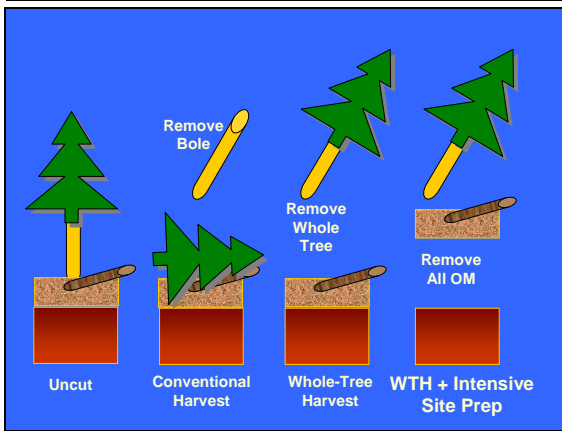 Remove
Bole
Remove
Whole
Tree
Remove
All OM
Uncut
Conventional
Harvest
Whole-Tree
Harvest
WTH + Intensive
Site Prep